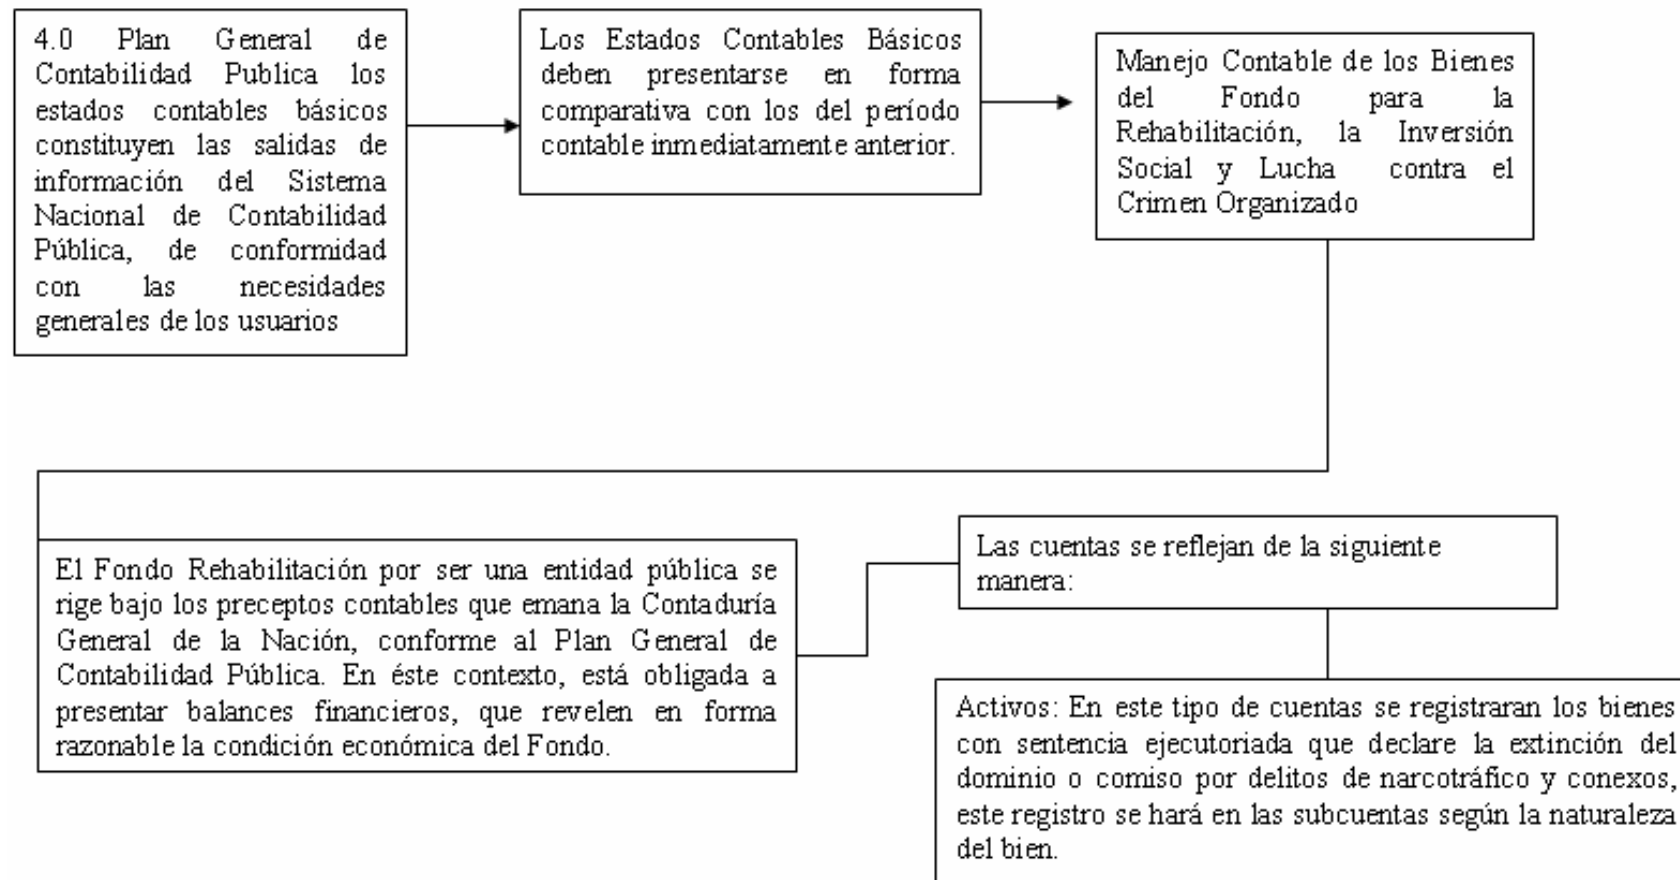 4.0 Plan General de
Contabilidad Publica los
estados contables básicos
constituyen las salidas de
información del Sistema
Nacional de Contabilidad
Pública, de conformidad
con las necesidades
generales de los usuarios
Los Estados Contables Básicos
deben presentarse en forma
comparativa con los del período
contable inmediatamente anterior.
Manejo Contable de los Bienes
del Fondo para la
Rehabilitación, la Inversión
Social y Lucha contra el
Crimen Organizado
El Fondo Rehabilitación por ser una entidad pública se
rige bajo los preceptos contables que emana la Contaduría
General de la Nación, conforme al Plan General de
Contabilidad Pública. En éste contexto, está obligada a
presentar balances financieros, que revelen en forma
razonable la condición económica del Fondo.
Las cuentas se reflejan de la siguiente
manera:
Activos: En este tipo de cuentas se registraran los bienes
con sentencia ejecutoriada que declare la extinción del
dominio o comiso por delitos de narcotráfico y conexos,
este registro se hará en las subcuentas según la naturaleza
del bien.